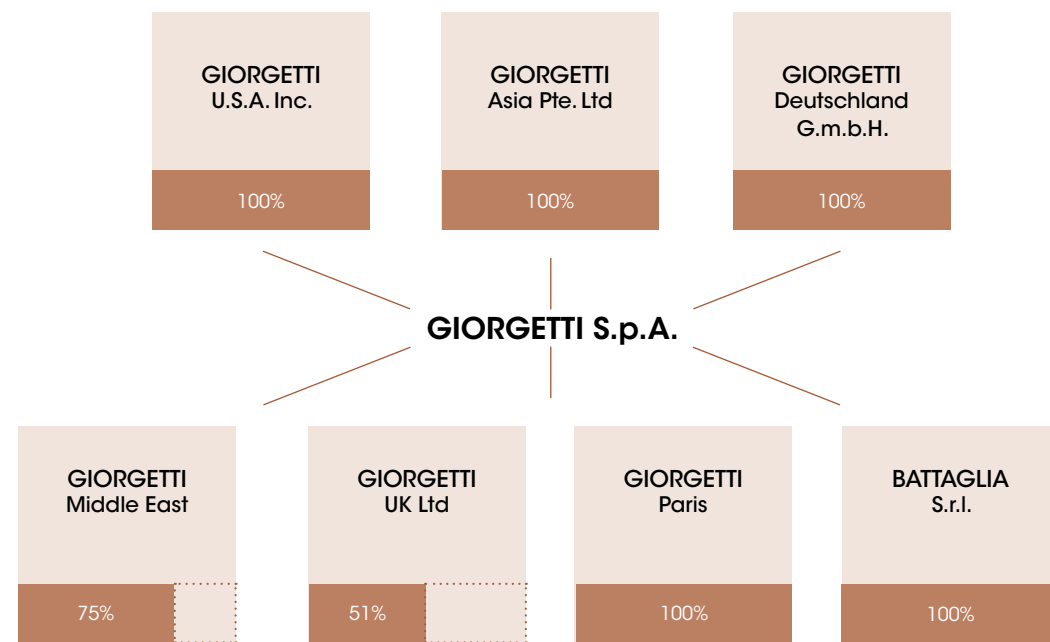 GIORGETTI
U.S.A. Inc.
100%
GIORGETTI
Asia Pte. Ltd
100%
GIORGETTI
Deutschland
G.m.b.H.
100%
GIORGETTI S.p.A.
GIORGETTI
Middle East
75%
GIORGETTI
UK Ltd
51%
GIORGETTI
Paris
100%
BATTAGLIA
S.r.l.
100%